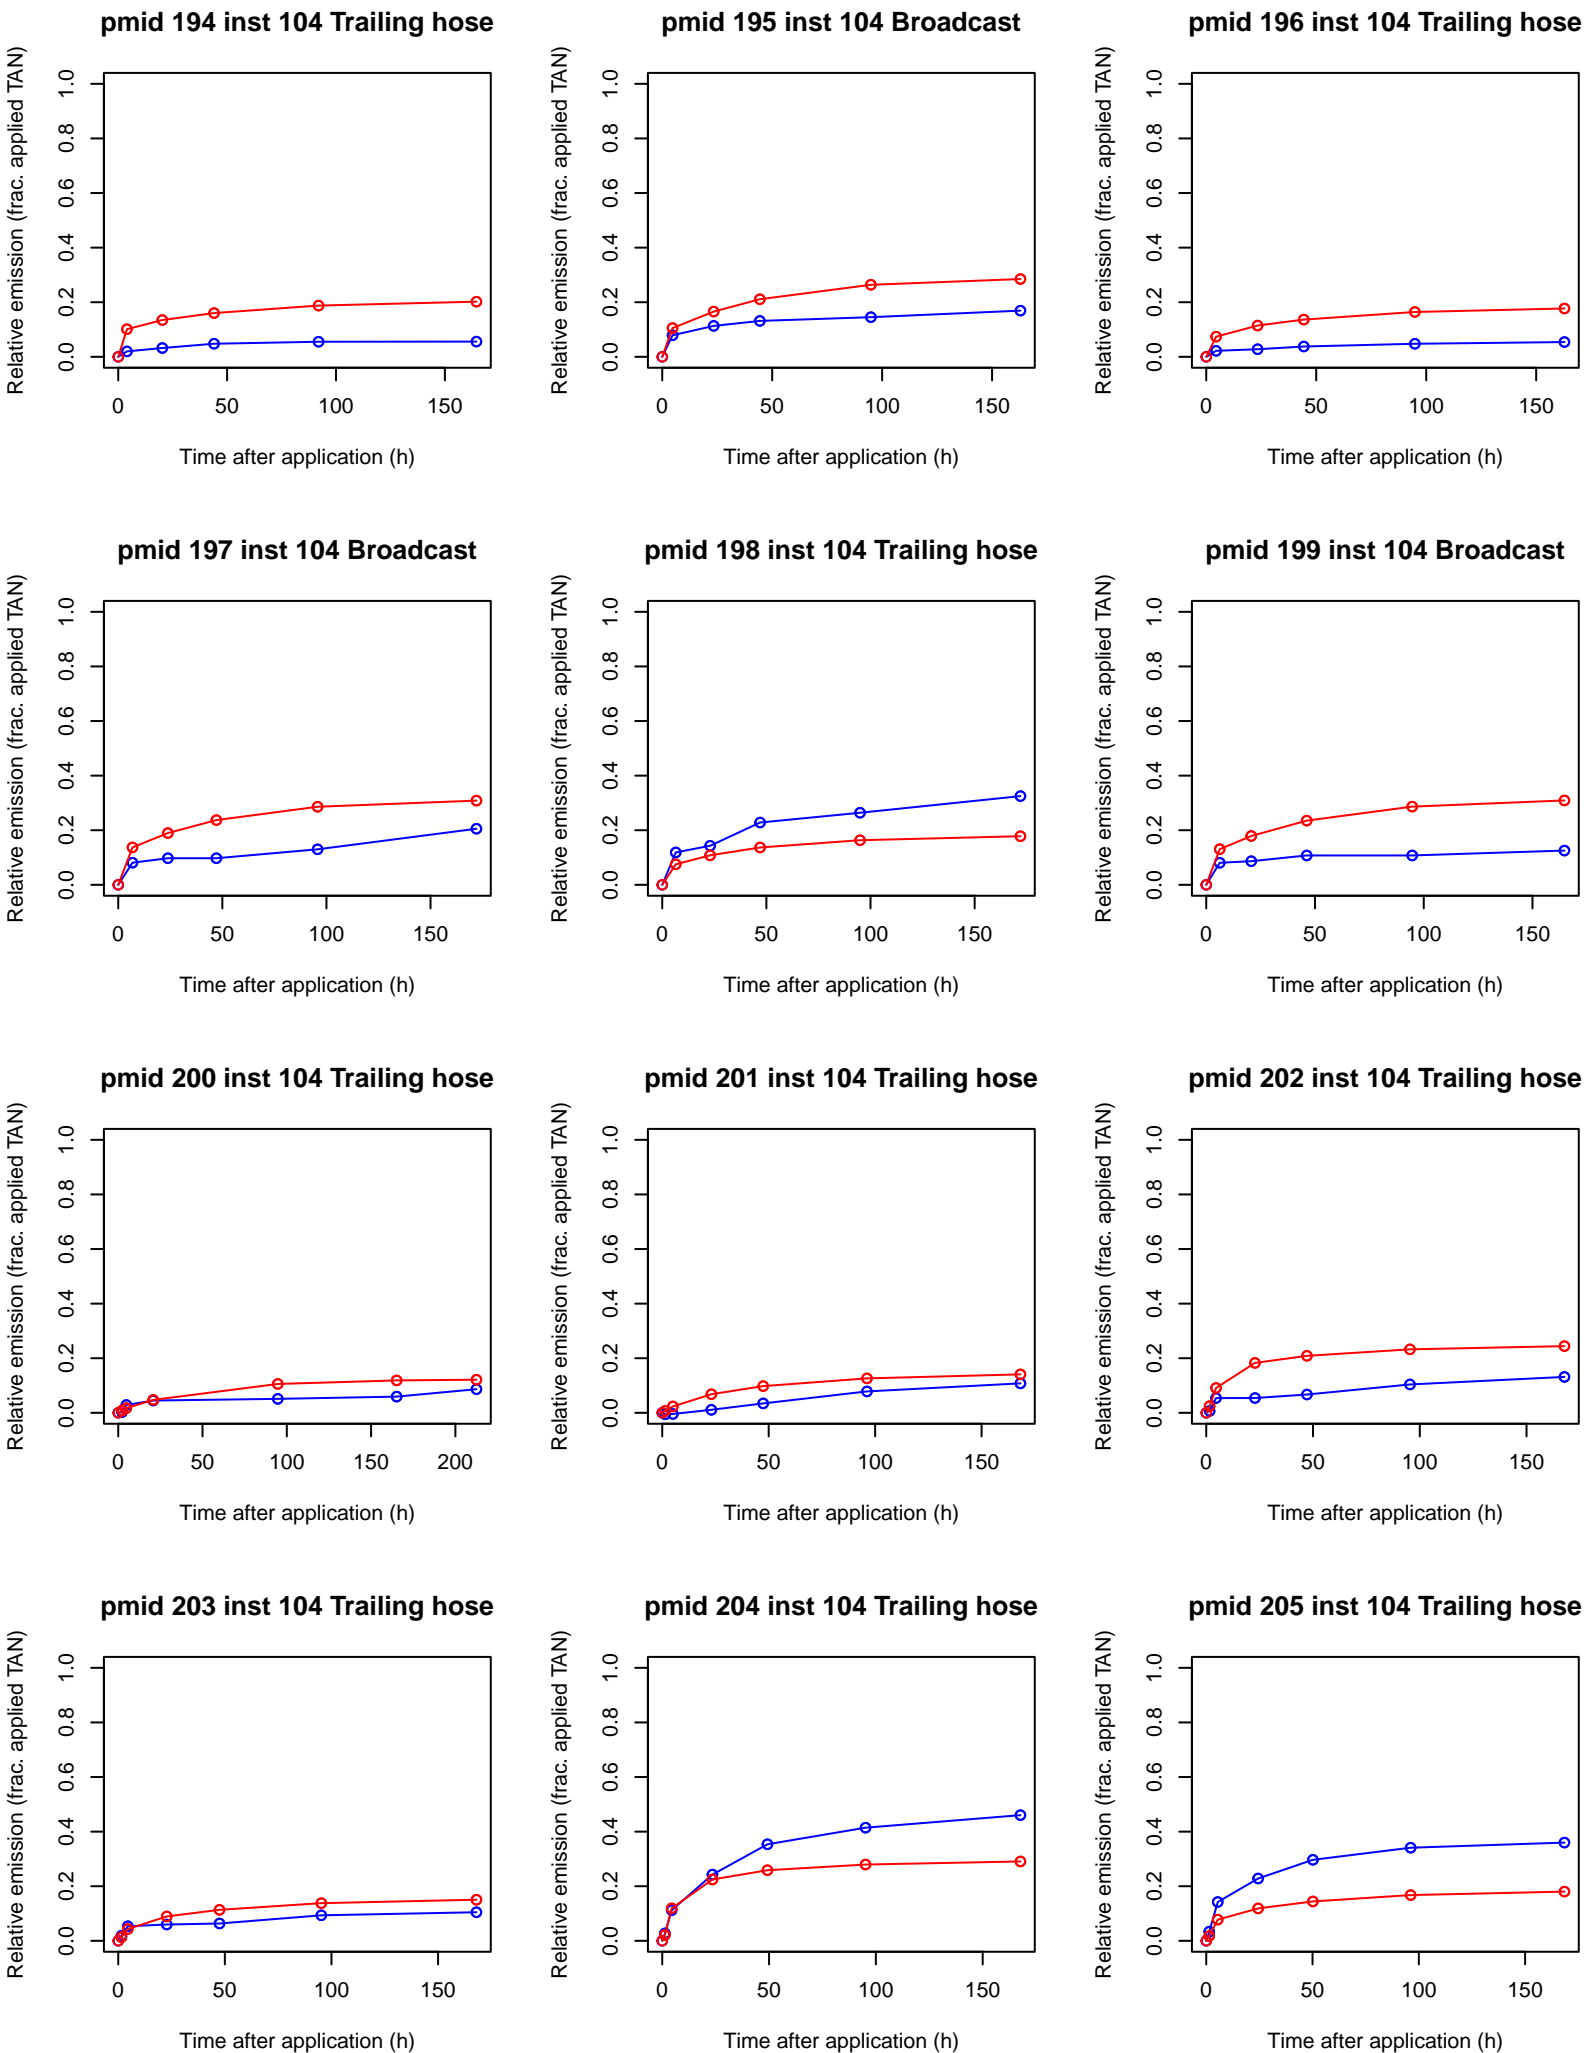 pmid 194 inst 104 Trailing hose
Relative emission (frac. applied TAN)
1.0
0.8
0.6
0.4
0.2
0.0
0 50 100 150
Time after application (h)
pmid 195 inst 104 Broadcast
Relative emission (frac. applied TAN)
1.0
0.8
0.6
0.4
0.2
0.0
0 50 100 150
Time after application (h)
pmid 196 inst 104 Trailing hose
Relative emission (frac. applied TAN)
1.0
0.8
0.6
0.4
0.2
0.0
0 50 100 150
Time after application (h)
pmid 197 inst 104 Broadcast
Relative emission (frac. applied TAN)
1.0
0.8
0.6
0.4
0.2
0.0
0 50 100 150
Time after application (h)
pmid 198 inst 104 Trailing hose
Relative emission (frac. applied TAN)
1.0
0.8
0.6
0.4
0.2
0.0
0 50 100 150
Time after application (h)
pmid 199 inst 104 Broadcast
Relative emission (frac. applied TAN)
1.0
0.8
0.6
0.4
0.2
0.0
0 50 100 150
Time after application (h)
pmid 200 inst 104 Trailing hose
Relative emission (frac. applied TAN)
1.0
0.8
0.6
0.4
0.2
0.0
0 50 100 150 200
Time after application (h)
pmid 201 inst 104 Trailing hose
Relative emission (frac. applied TAN)
1.0
0.8
0.6
0.4
0.2
0.0
0 50 100 150
Time after application (h)
pmid 202 inst 104 Trailing hose
Relative emission (frac. applied TAN)
1.0
0.8
0.6
0.4
0.2
0.0
0 50 100 150
Time after application (h)
pmid 203 inst 104 Trailing hose
Relative emission (frac. applied TAN)
1.0
0.8
0.6
0.4
0.2
0.0
0 50 100 150
Time after application (h)
pmid 204 inst 104 Trailing hose
Relative emission (frac. applied TAN)
1.0
0.8
0.6
0.4
0.2
0.0
0 50 100 150
Time after application (h)
pmid 205 inst 104 Trailing hose
Relative emission (frac. applied TAN)
1.0
0.8
0.6
0.4
0.2
0.0
0 50 100 150
Time after application (h)